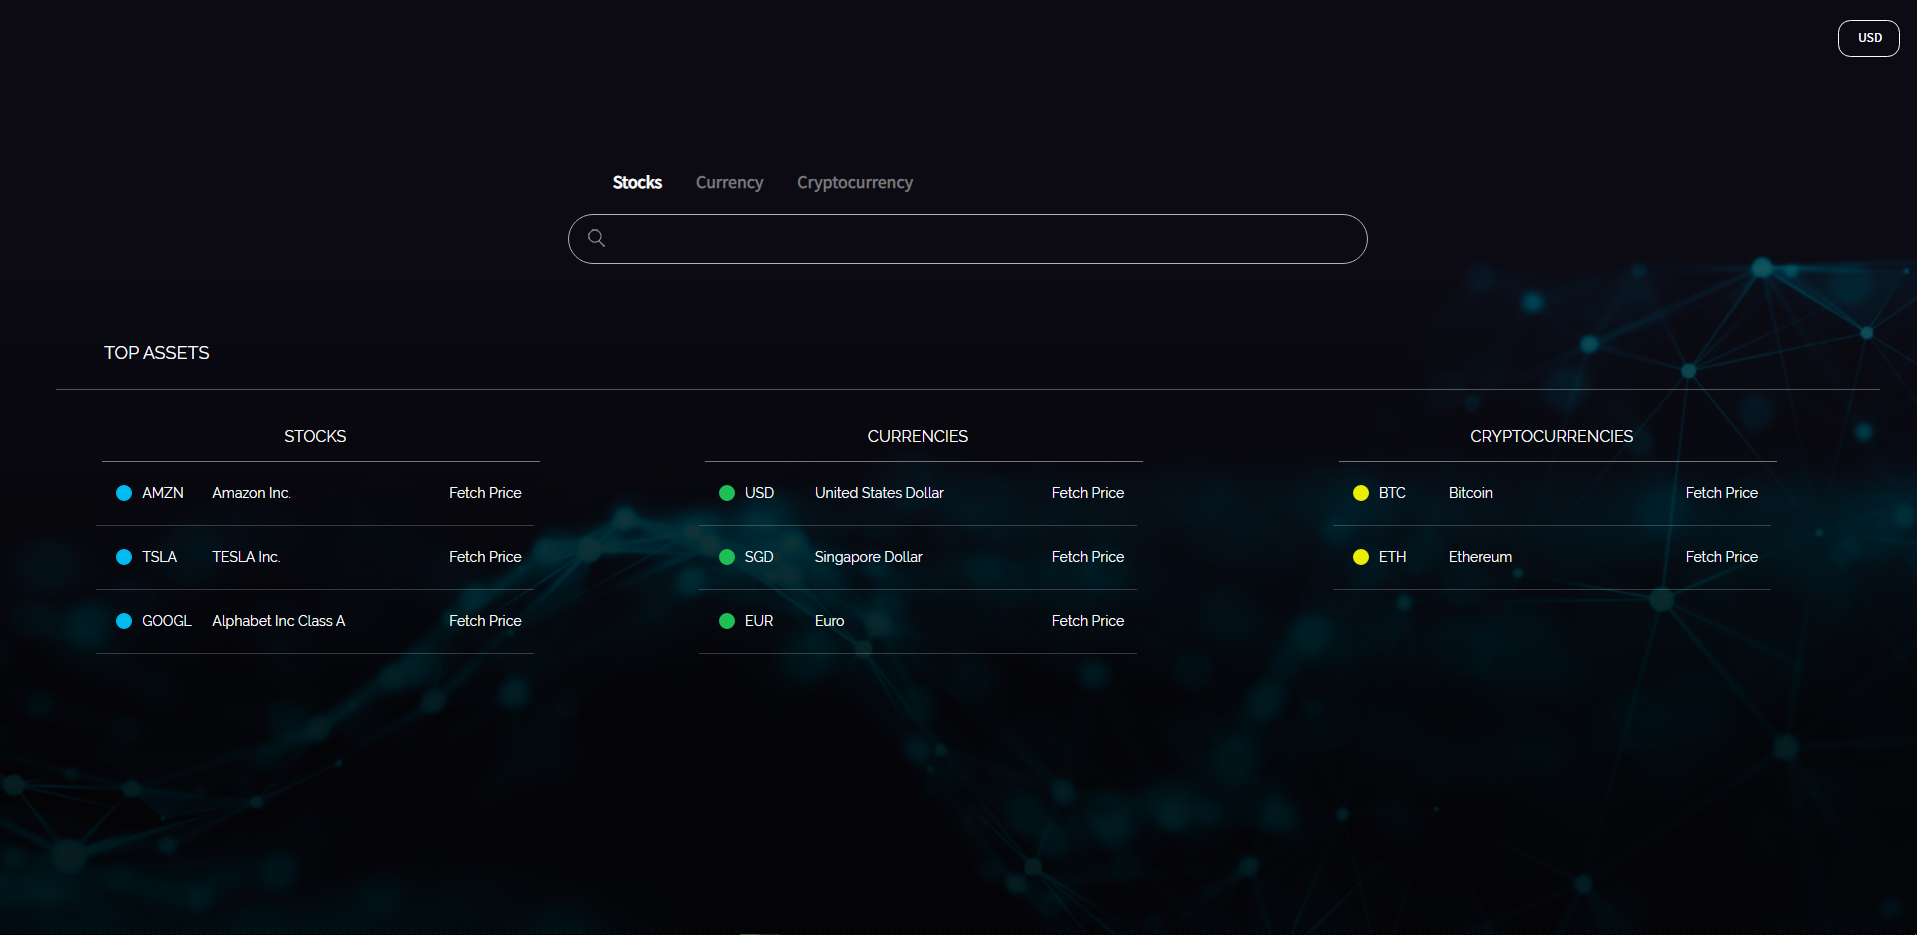 USD
Stocks Currency Cryptocurrency
TOP ASSETS
STOCKS
AMZN Amazon Inc. Fetch Price
TSLA TESLA Inc. Fetch Price
GOOGL Alphabet Inc Class A Fetch Price
CURRENCIES
USD United States Dollar Fetch Price
SGD Singapore Dollar Fetch Price
EUR Euro Fetch Price
CRYPTOCURRENCIES
BTC Bitcoin Fetch Price
ETH Ethereum Fetch Price